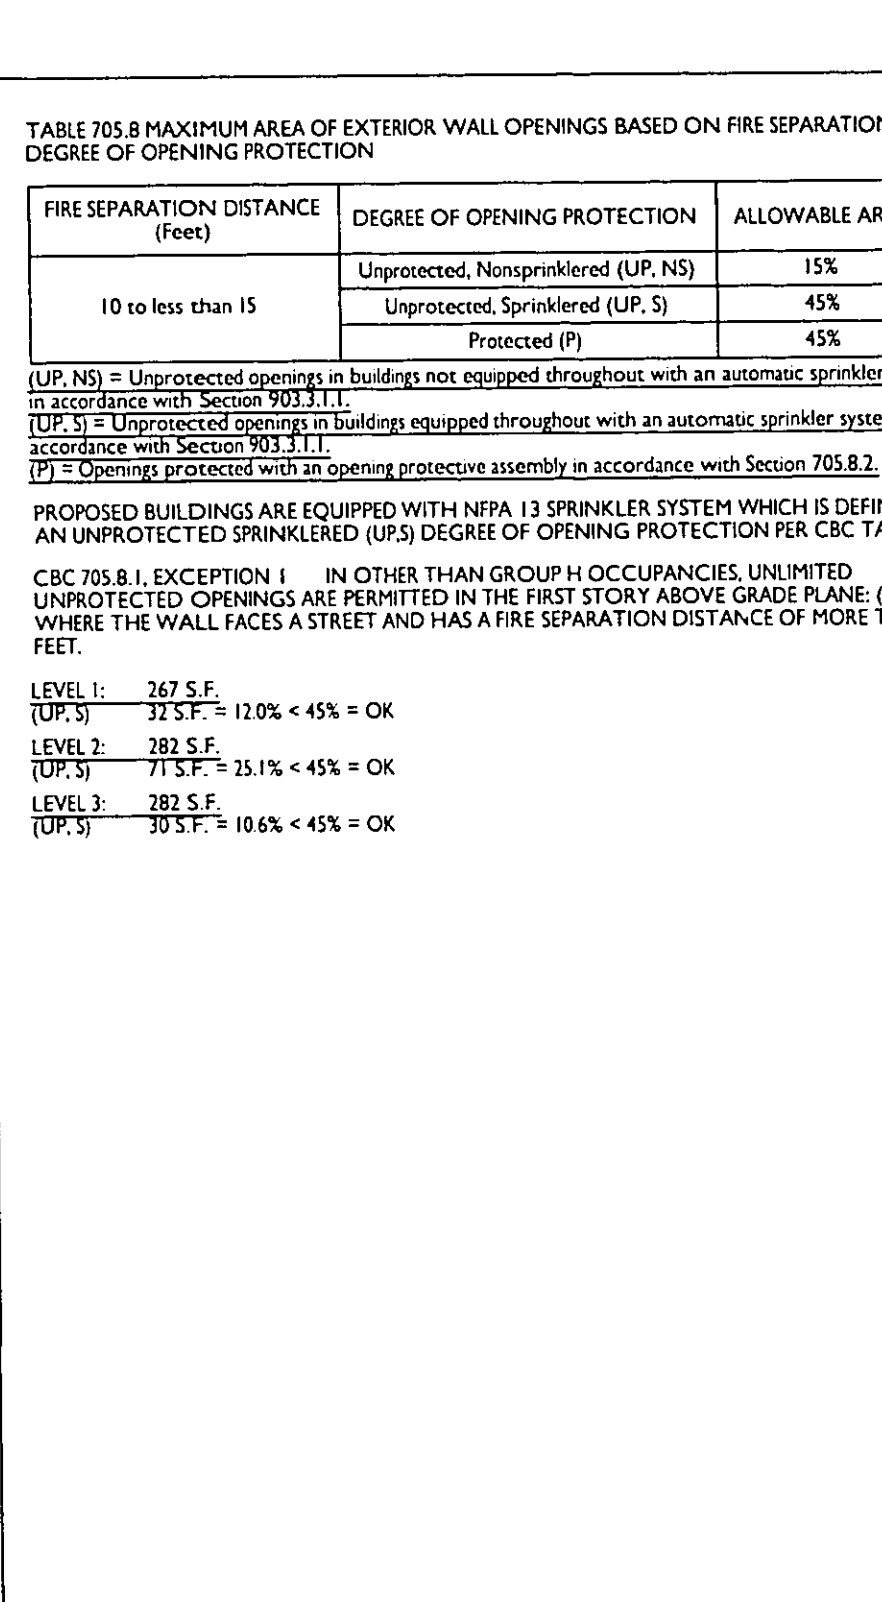 TABLE 705.8 MAXIMUM AREA OF EXTERIOR WALL OPENINGS BASED ON FIRE SEPARATION
DEGREE OF OPENING PROTECTION
FIRE SEPARATION DISTANCE
(Feet)
DEGREE OF OPENING PROTECTION
ALLOWABLE AR
10 to less than 15
Unprotected, Nonsprinklered (UP, NS)
15%
Unprotected, Sprinklered (UP, S)
45%
Protected (P)
45%
(UP, NS) = Unprotected openings in buildings not equipped throughout with an automatic sprinkler
in accordance with Section 903.3.1.1.
(UP, S) = Unprotected openings in buildings equipped throughout with an automatic sprinkler syste
accordance with Section 903.3.1.1.
(P) = Openings protected with an opening protective assembly in accordance with Section 705.8.2.
PROPOSED BUILDINGS ARE EQUIPPED WITH NFPA 13 SPRINKLER SYSTEM WHICH IS DEFI
AN UNPROTECTED SPRINKLERED (UP,S) DEGREE OF OPENING PROTECTION PER CBC TA
CBC 705.8.1, EXCEPTION 1 IN OTHER THAN GROUP H OCCUPANCIES, UNLIMITED
UNPROTECTED OPENINGS ARE PERMITTED IN THE FIRST STORY ABOVE GRADE PLANE: (
WHERE THE WALL FACES A STREET AND HAS A FIRE SEPARATION DISTANCE OF MORE T
FEET.
LEVEL 1: 267 S.F.
(UP, S) 32 S.F. = 12.0% < 45% = OK
LEVEL 2: 282 S.F.
(UP, S) 71 S.F. = 25.1% < 45% = OK
LEVEL 3: 282 S.F.
(UP, S) 30 S.F. = 10.6% < 45% = OK